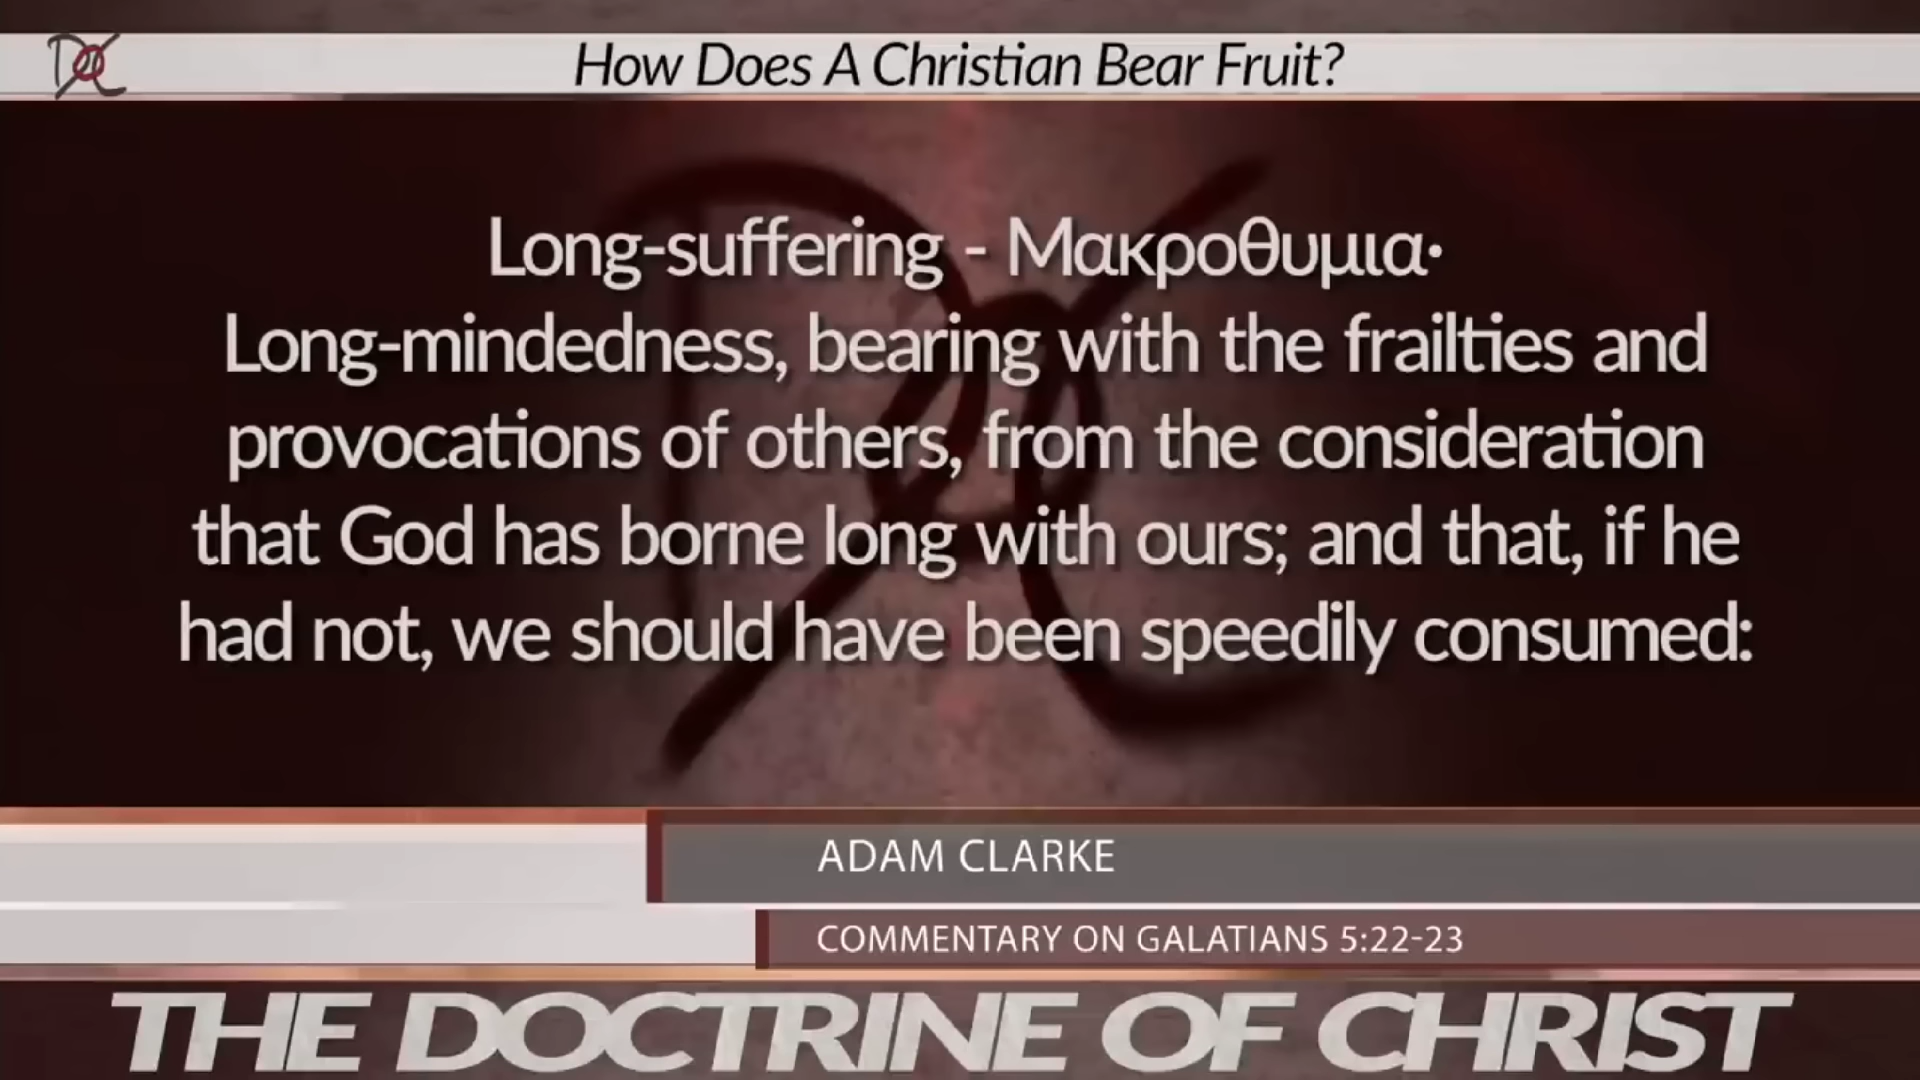 How Does A Christian Bear Fruit?
Long-suffering - Μακροθυμια·
Long-mindedness, bearing with the frailties and
provocations of others, from the consideration
that God has borne long with ours; and that, if he
had not, we should have been speedily consumed:
ADAM CLARKE
COMMENTARY ON GALATIANS 5:22-23
THE DOCTRINE OF CHRIST